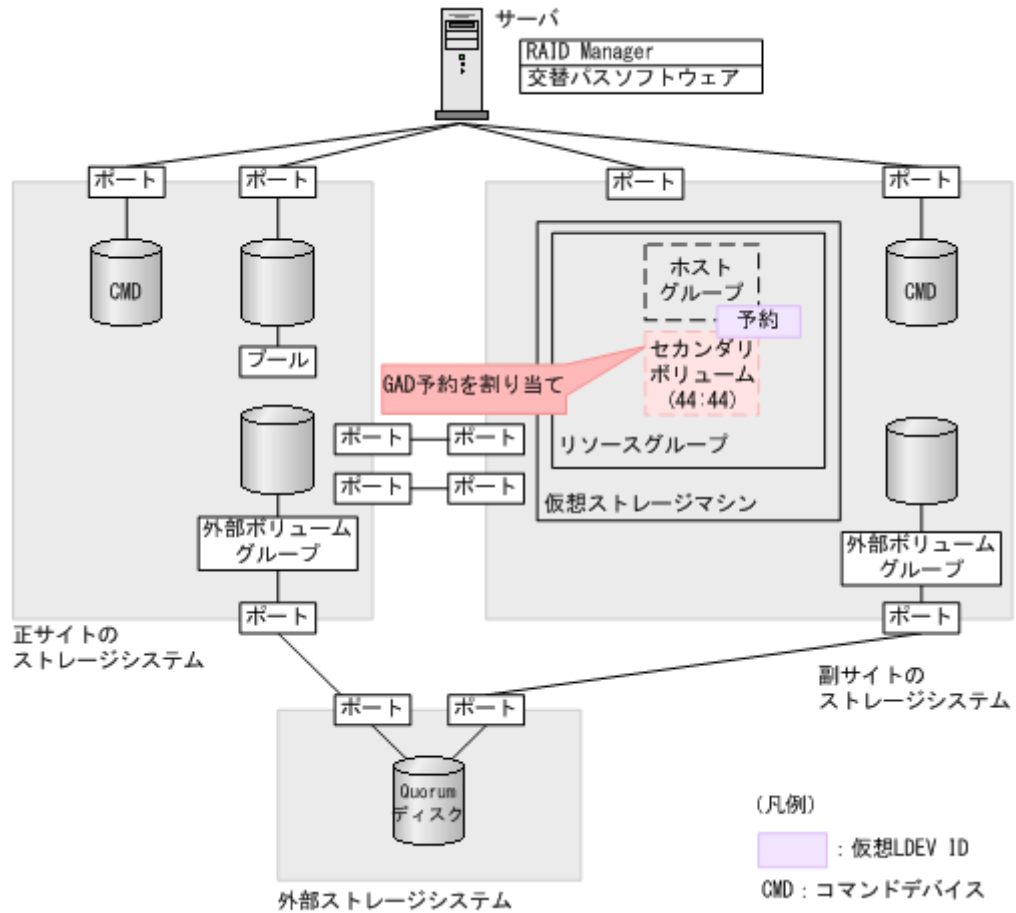 サーバ
RAID Manager
交替パスソフトウェア
ポート
ポート
ポート
ポート
CMD
プール
ホスト
グループ
予約
セカンダリ
ボリューム
(44:44)
GAD予約を割り当て
CMD
ポート
ポート
ポート
ポート
リソースグループ
仮想ストレージマシン
外部ボリューム
グループ
外部ボリューム
グループ
ポート
ポート
正サイトの
ストレージシステム
副サイトの
ストレージシステム
ポート
ポート
Quorum
ディスク
外部ストレージシステム
(凡例)
：仮想LDEV ID
CMD：コマンドデバイス